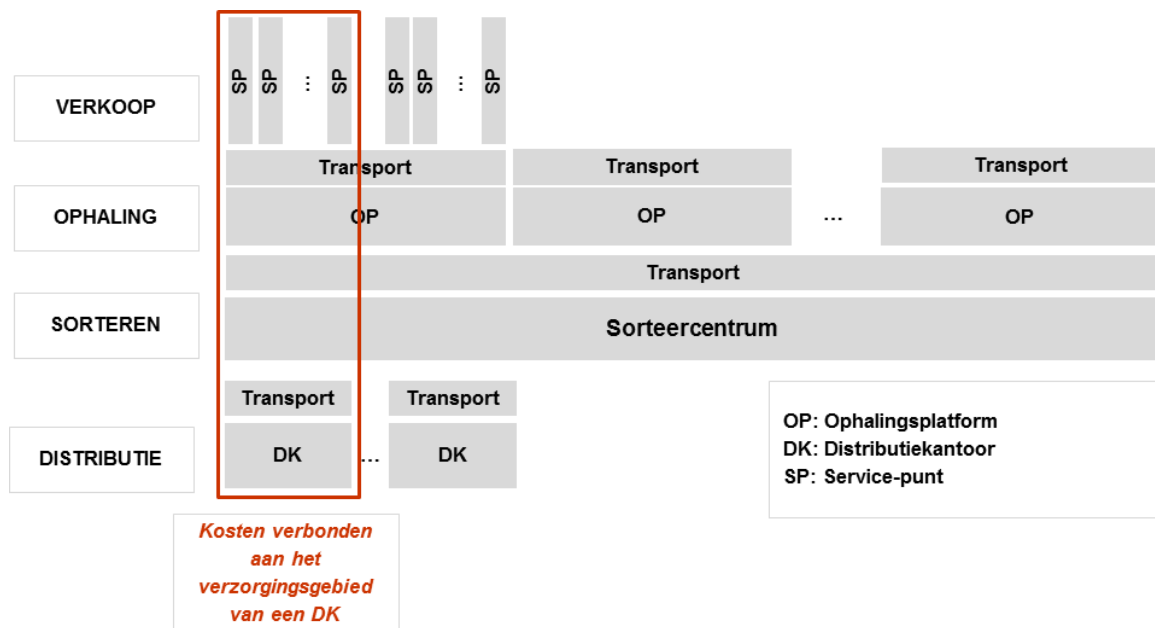 VERKOOP
SP
SP
...
SP
SP
SP
...
SP
Transport
Transport
Transport
OPHALING
OP
OP
...
OP
Transport
SORTEREN
Sorteercentrum
Transport
Transport
DISTRIBUTIE
DK
...
DK
OP: Ophalingsplatform
DK: Distributiekantoor
SP: Service-punt
Kosten verbonden
aan het
verzorgingsgebied
van een DK